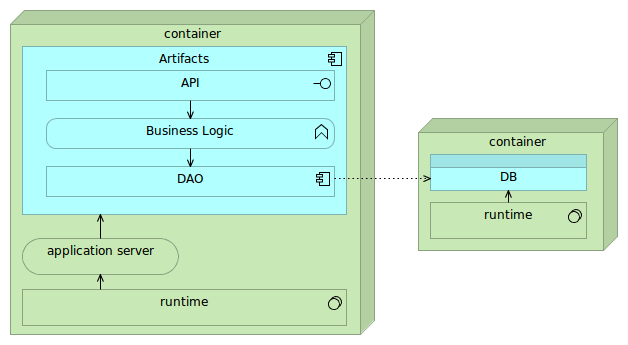 container
Artifacts
API
Business Logic
DAO
application server
runtime
container
DB
runtime